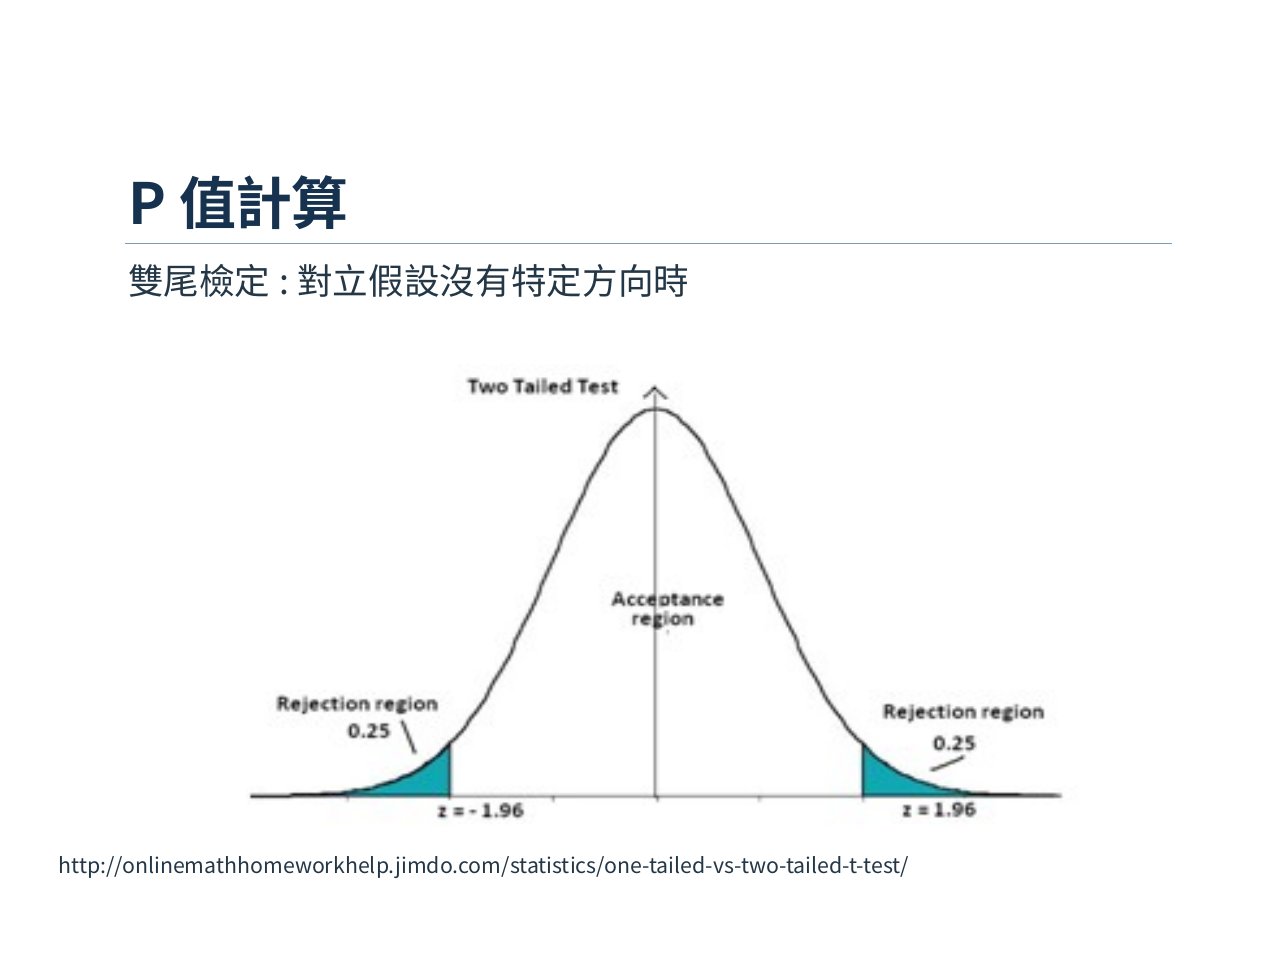 P 值計算
雙尾檢定 : 對立假設沒有特定方向時
Two Tailed Test
Acceptance
region
Rejection region
0.25
Rejection region
0.25
z = - 1.96
z = 1.96
http://onlinemathhomeworkhelp.jimdo.com/statistics/one-tailed-vs-two-tailed-t-test/